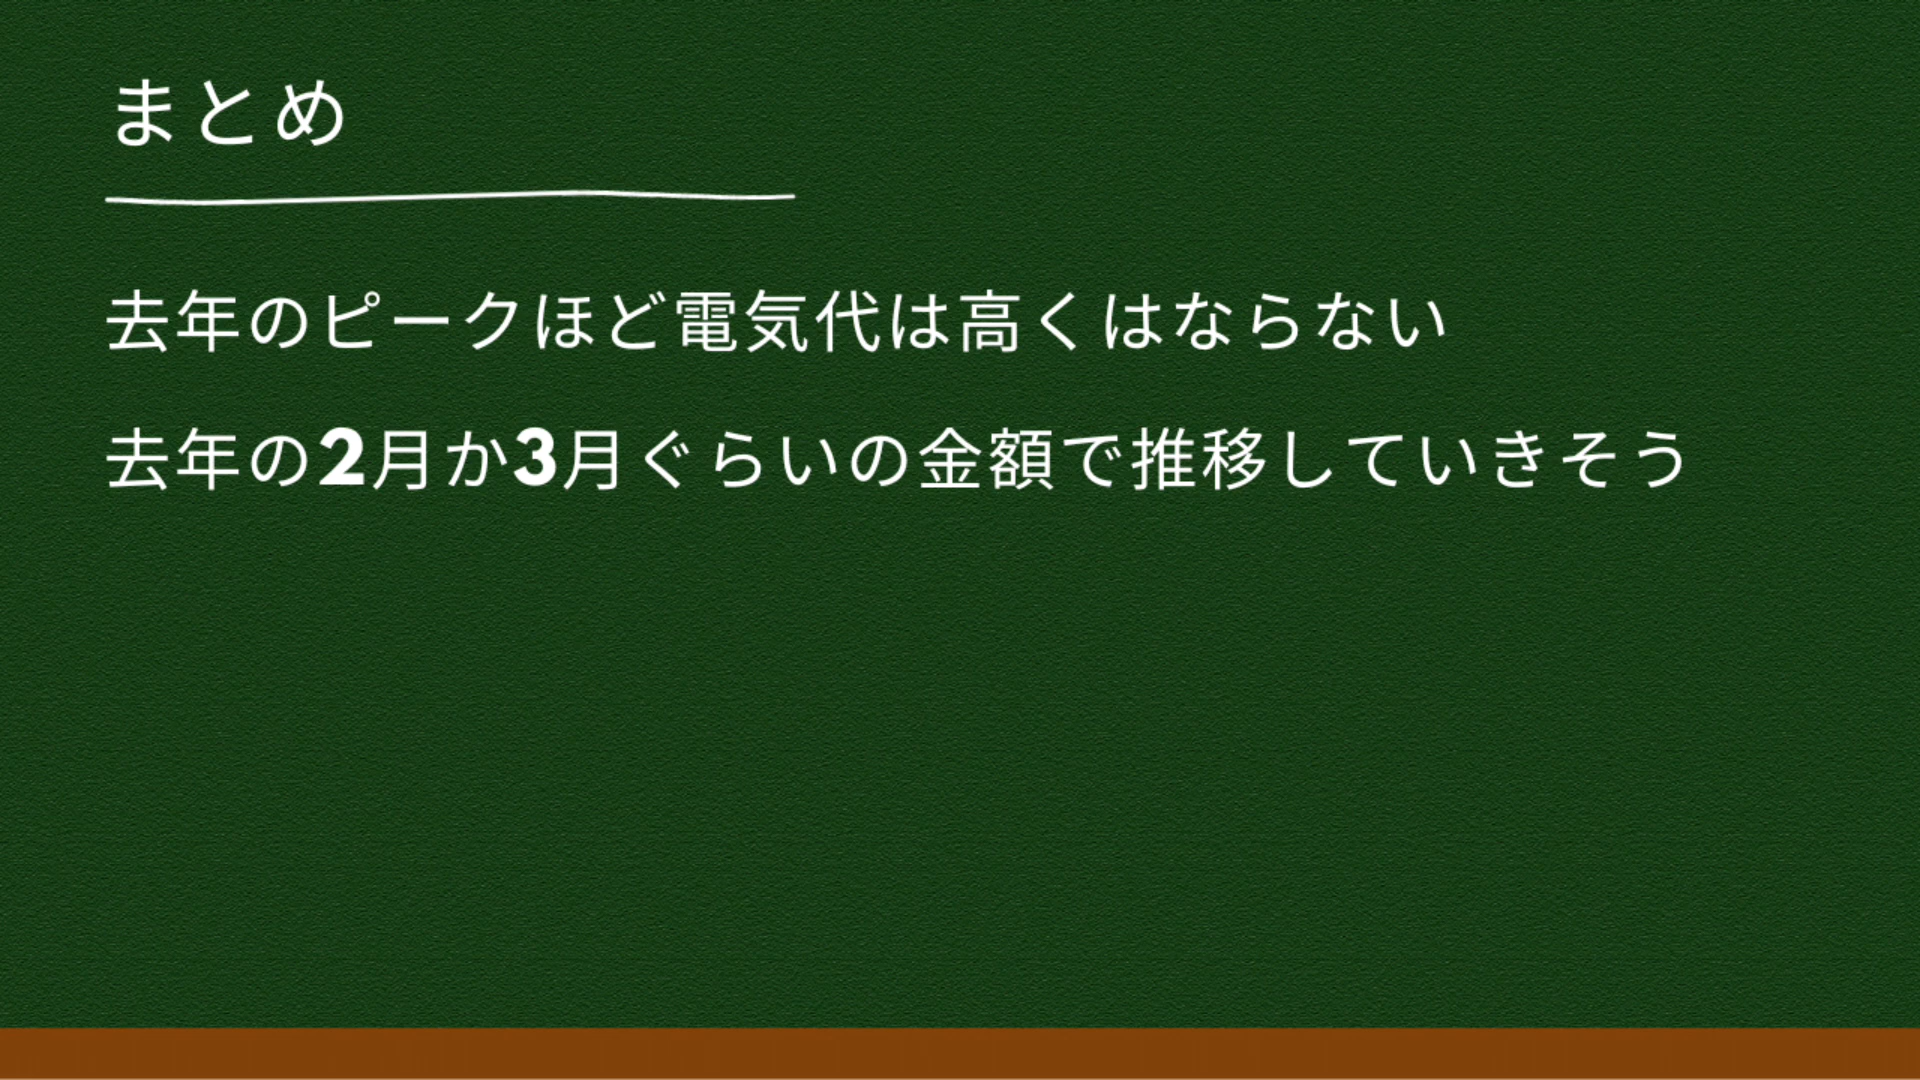 まとめ
去年のピークほど電気代は高くはならない
去年の2月か3月ぐらいの金額で推移していきそう